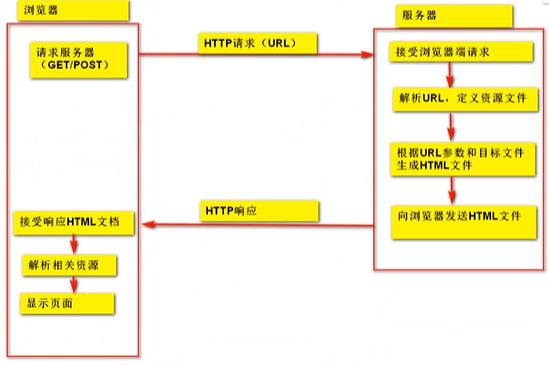 浏览器
请求服务器
（GET/POST）
HTTP请求（URL）
服务器
接受浏览器端请求
解析URL，定义资源文件
根据URL参数和目标文件
生成HTML文件
向浏览器发送HTML文件
HTTP响应
接受响应HTML文档
解析相关资源
显示页面